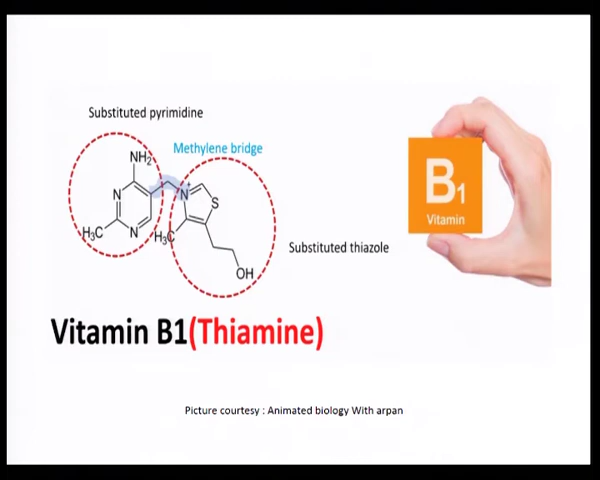 Substituted pyrimidine
Methylene bridge
NH2
N
N
H3C
N+
S
H3C
OH
Substituted thiazole
B1
Vitamin
Vitamin B1(Thiamine)
Picture courtesy : Animated biology With arpan